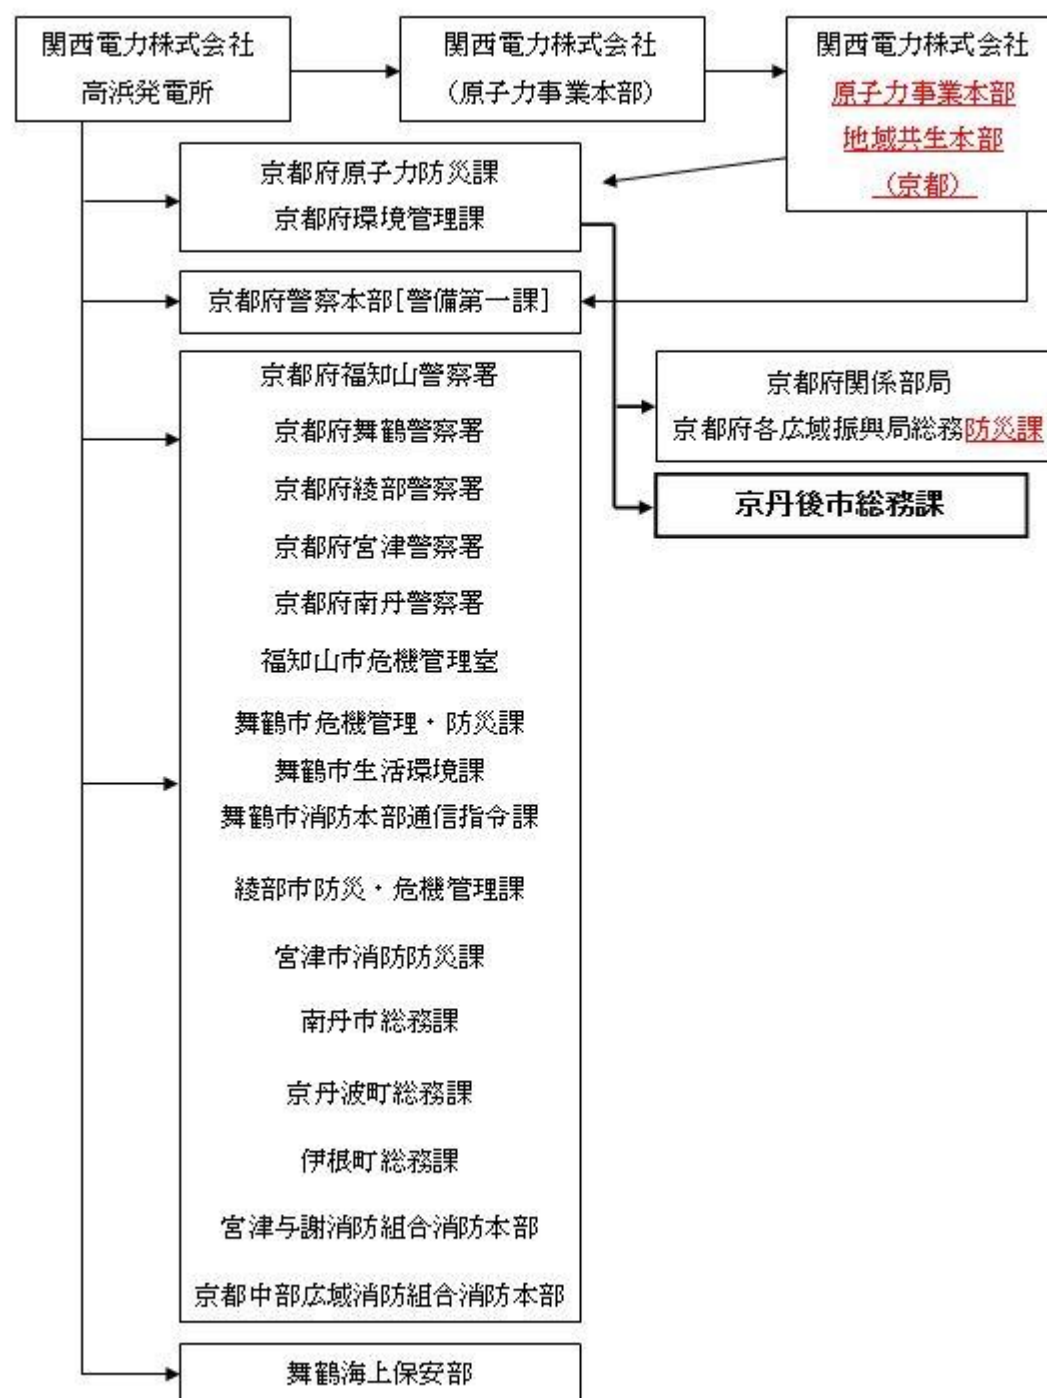 関西電力株式会社
高浜発電所
関西電力株式会社
(原子力事業本部)
関西電力株式会社
原子力事業本部
地域共生本部
(京都)
京都府原子力防災課
京都府環境管理課
京都府警察本部[警備第一課]
京都府福知山警察署
京都府舞鶴警察署
京都府綾部警察署
京都府宮津警察署
京都府南丹警察署
福知山市危機管理室
舞鶴市危機管理・防災課
舞鶴市生活環境課
舞鶴市消防本部通信指令課
綾部市防災・危機管理課
宮津市消防防災課
南丹市総務課
京丹波町総務課
伊根町総務課
宮津与謝消防組合消防本部
京都中部広域消防組合消防本部
舞鶴海上保安部
京都府関係部局
京都府各広域振興局総務防災課
京丹後市総務課